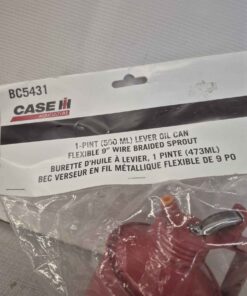 BC5431
CASE IH
AGRICULTURE
1-PINT (500 ML) LEVER OIL CAN
FLEXIBLE 9" WIRE BRAIDED SPROUT
BURETTE D'HUILE À LEVIER, 1 PINTE (473ML)
BEC VERSEUR EN FIL MÉTALLIQUE FLEXIBLE DE 9 PO